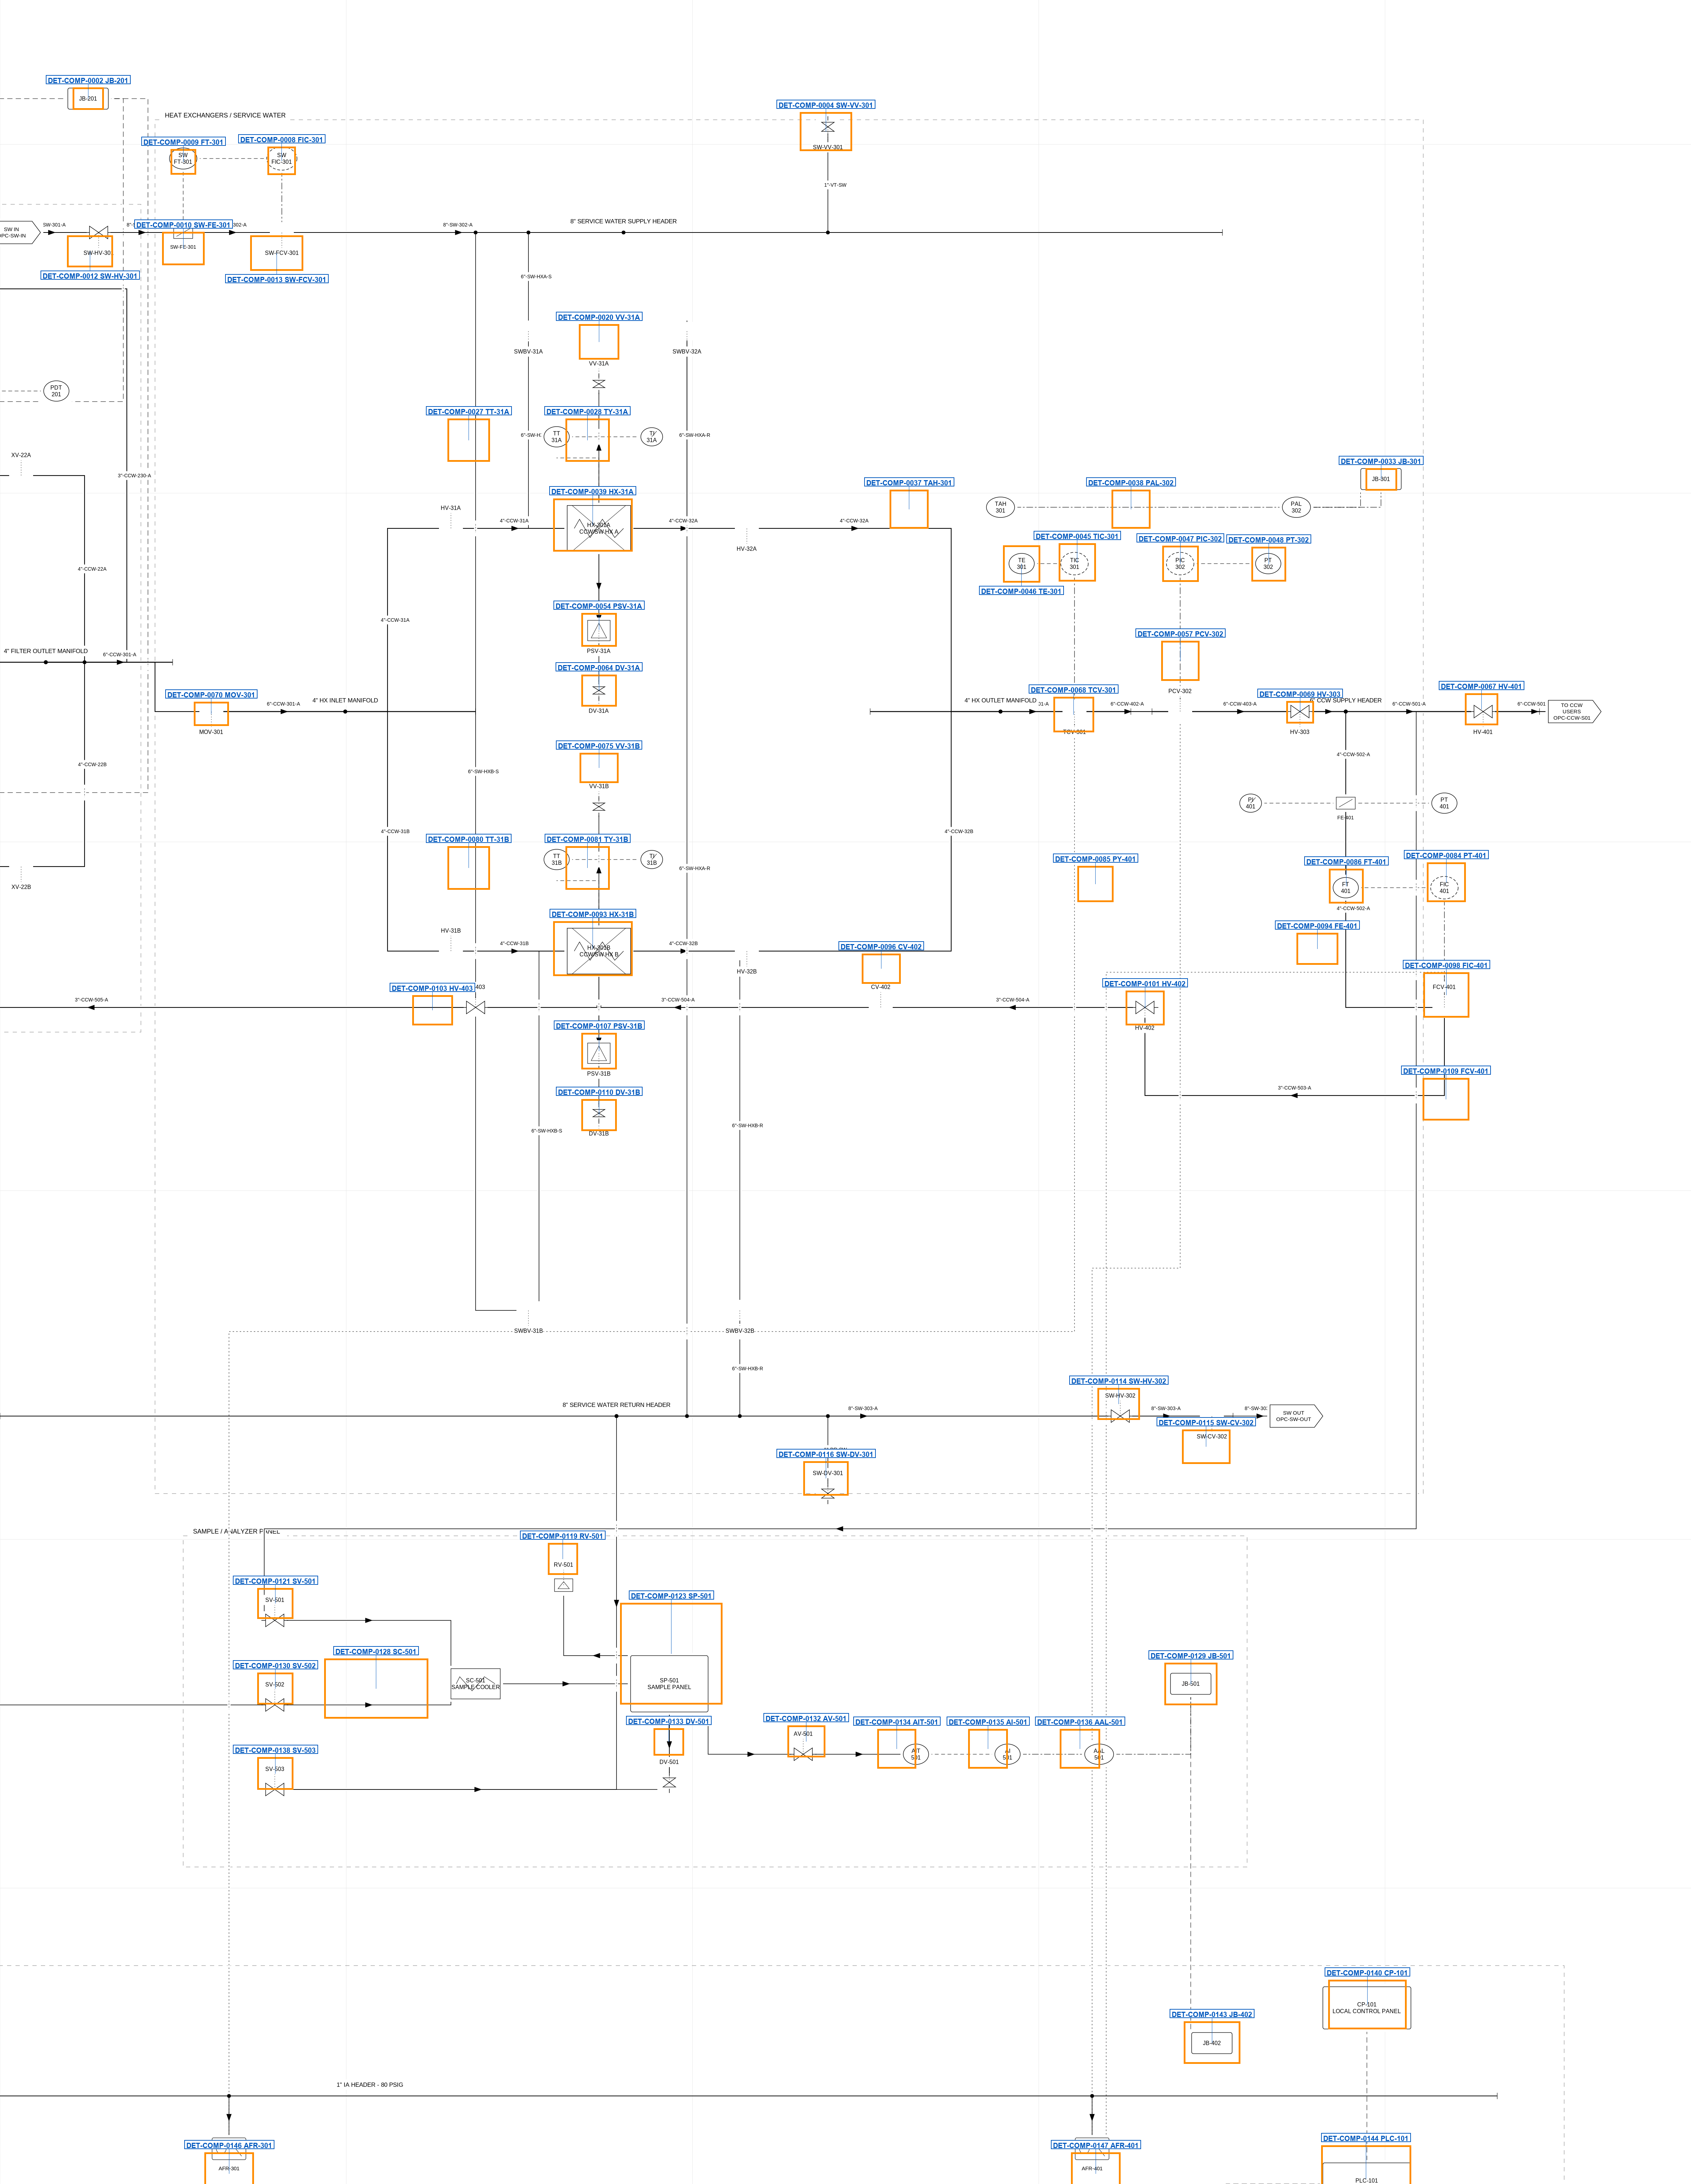 DET-COMP-0002 JB-201
JB-201
DET-COMP-0004 SW-VV-301
SW-VV-301
1"-VT-SW
HEAT EXCHANGERS / SERVICE WATER
DET-COMP-0009 FT-301
DET-COMP-0008 FIC-301
SW
FT-301
SW
FIC-301
SW IN
SW-301-A
DET-COMP-0010 SW-FE-301
302-A
8"-SW-302-A
8" SERVICE WATER SUPPLY HEADER
SW-HV-30
SW-FE-301
SW-FCV-301
DET-COMP-0012 SW-HV-301
DET-COMP-0013 SW-FCV-301
6"-SW-HXA-S
DET-COMP-0020 VV-31A
SWBV-31A
SWBV-32A
VV-31A
PDT
201
DET-COMP-0027 TT-31A
DET-COMP-0028 TY-31A
TT
31A
TY
31A
6"-SW-HXA-R
XV-22A
3"-CCW-230-A
DET-COMP-0033 JB-301
JB-301
DET-COMP-0037 TAH-301
DET-COMP-0038 PAL-302
DET-COMP-0039 HX-31A
TAH
301
PAL
302
HV-31A
4"-CCW-31A
HX-301A
CCW/SW HX A
4"-CCW-32A
HV-32A
4"-CCW-32A
DET-COMP-0045 TIC-301
DET-COMP-0047 PIC-302
DET-COMP-0048 PT-302
TE
301
TIC
301
PIC
302
PT
302
DET-COMP-0046 TE-301
4"-CCW-22A
DET-COMP-0054 PSV-31A
4"-CCW-31A
PSV-31A
DET-COMP-0057 PCV-302
4" FILTER OUTLET MANIFOLD
6"-CCW-301-A
DET-COMP-0064 DV-31A
DV-31A
DET-COMP-0070 MOV-301
6"-CCW-301-A
4" HX INLET MANIFOLD
MOV-301
PCV-302
DET-COMP-0068 TCV-301
DET-COMP-0069 HV-303
DET-COMP-0067 HV-401
4" HX OUTLET MANIFOLD
6"-CCW-402-A
6"-CCW-403-A
CCW SUPPLY HEADER
6"-CCW-501-A
6"-CCW-501
TO CCW
USERS
OPC-CCW-S01
TCV-301
HV-303
HV-401
DET-COMP-0075 VV-31B
4"-CCW-502-A
4"-CCW-22B
6"-SW-HXB-S
VV-31B
PY
401
PT
401
FE-401
4"-CCW-31B
4"-CCW-32B
DET-COMP-0080 TT-31B
DET-COMP-0081 TY-31B
TT
31B
TY
31B
6"-SW-HXA-R
DET-COMP-0085 PY-401
DET-COMP-0086 FT-401
DET-COMP-0084 PT-401
XV-22B
FT
401
FIC
401
4"-CCW-502-A
DET-COMP-0093 HX-31B
DET-COMP-0094 FE-401
HV-31B
4"-CCW-31B
HX-301B
CCW/SW HX B
4"-CCW-32B
DET-COMP-0096 CV-402
HV-32B
DET-COMP-0098 FIC-401
DET-COMP-0103 HV-403
403
CV-402
DET-COMP-0101 HV-402
FCV-401
3"-CCW-505-A
3"-CCW-504-A
3"-CCW-504-A
HV-402
DET-COMP-0107 PSV-31B
PSV-31B
DET-COMP-0109 FCV-401
3"-CCW-503-A
DET-COMP-0110 DV-31B
6"-SW-HXB-S
DV-31B
6"-SW-HXB-R
SWBV-31B
SWBV-32B
6"-SW-HXB-R
DET-COMP-0114 SW-HV-302
SW-HV-302
8" SERVICE WATER RETURN HEADER
8"-SW-303-A
8"-SW-303-A
SW OUT
OPC-SW-OUT
DET-COMP-0115 SW-CV-302
SW-CV-302
DET-COMP-0116 SW-DV-301
SW-DV-301
SAMPLE / ANALYZER PANEL
DET-COMP-0119 RV-501
RV-501
DET-COMP-0121 SV-501
SV-501
DET-COMP-0123 SP-501
DET-COMP-0128 SC-501
DET-COMP-0129 JB-501
DET-COMP-0130 SV-502
SV-502
SC-501
SAMPLE COOLER
SP-501
SAMPLE PANEL
JB-501
DET-COMP-0133 DV-501
DET-COMP-0132 AV-501
DET-COMP-0134 AIT-501
DET-COMP-0135 AI-501
DET-COMP-0136 AAL-501
AV-501
AIT
501
AI
501
AAL
501
DET-COMP-0138 SV-503
SV-503
DV-501
DET-COMP-0140 CP-101
CP-101
LOCAL CONTROL PANEL
DET-COMP-0143 JB-402
JB-402
1" IA HEADER - 80 PSIG
DET-COMP-0146 AFR-301
DET-COMP-0147 AFR-401
DET-COMP-0144 PLC-101
AFR-301
AFR-401
PLC-101